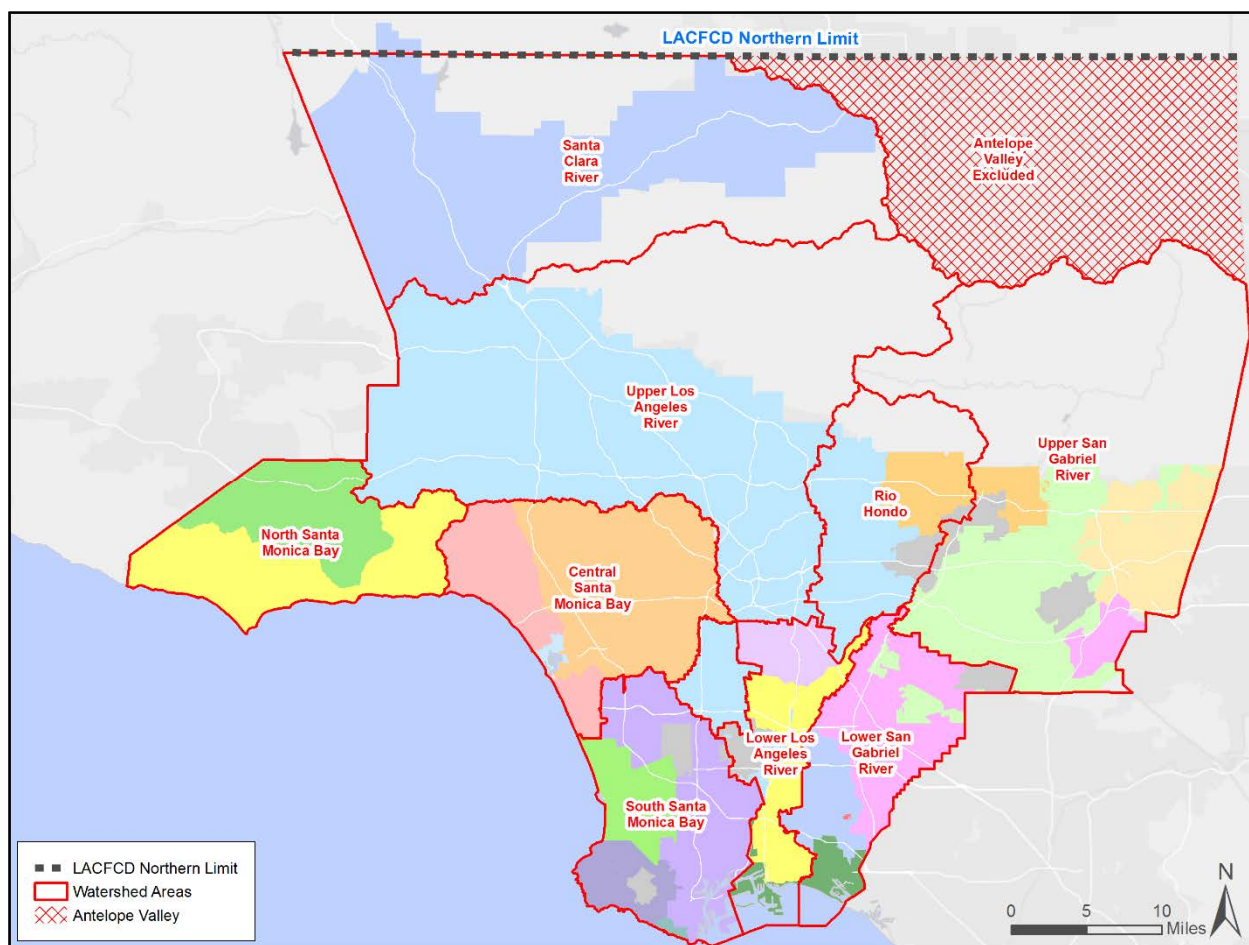 LACFCD Northern Limit
Santa
Clara
River
Antelope
Valley
Excluded
Upper Los
Angeles
River
Upper San
Gabriel
River
Rio
Hondo
North Santa
Monica Bay
Central
Santa
Monica Bay
Lower Los
Angeles
River
Lower San
Gabriel
River
South Santa
Monica Bay
LACFCD Northern Limit
Watershed Areas
Antelope Valley
N
0 5 10
Miles